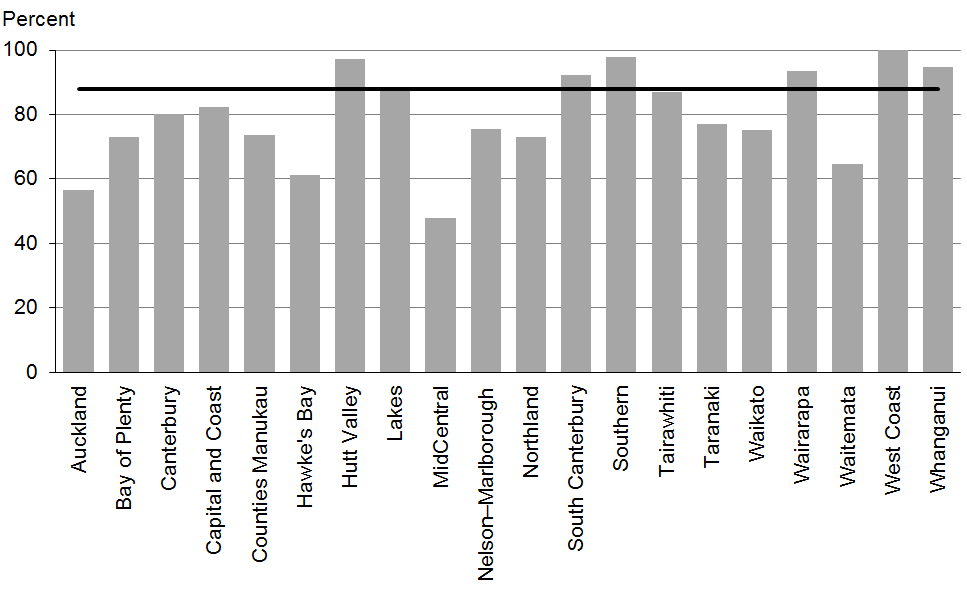 Percent
100
80
60
40
20
0
Auckland
Bay of Plenty
Canterbury
Capital and Coast
Counties Manukau
Hawke's Bay
Hutt Valley
Lakes
MidCentral
Nelson–Marlborough
Northland
South Canterbury
Southern
Tairawhiti
Taranaki
Waikato
Wairarapa
Waitemata
West Coast
Whanganui